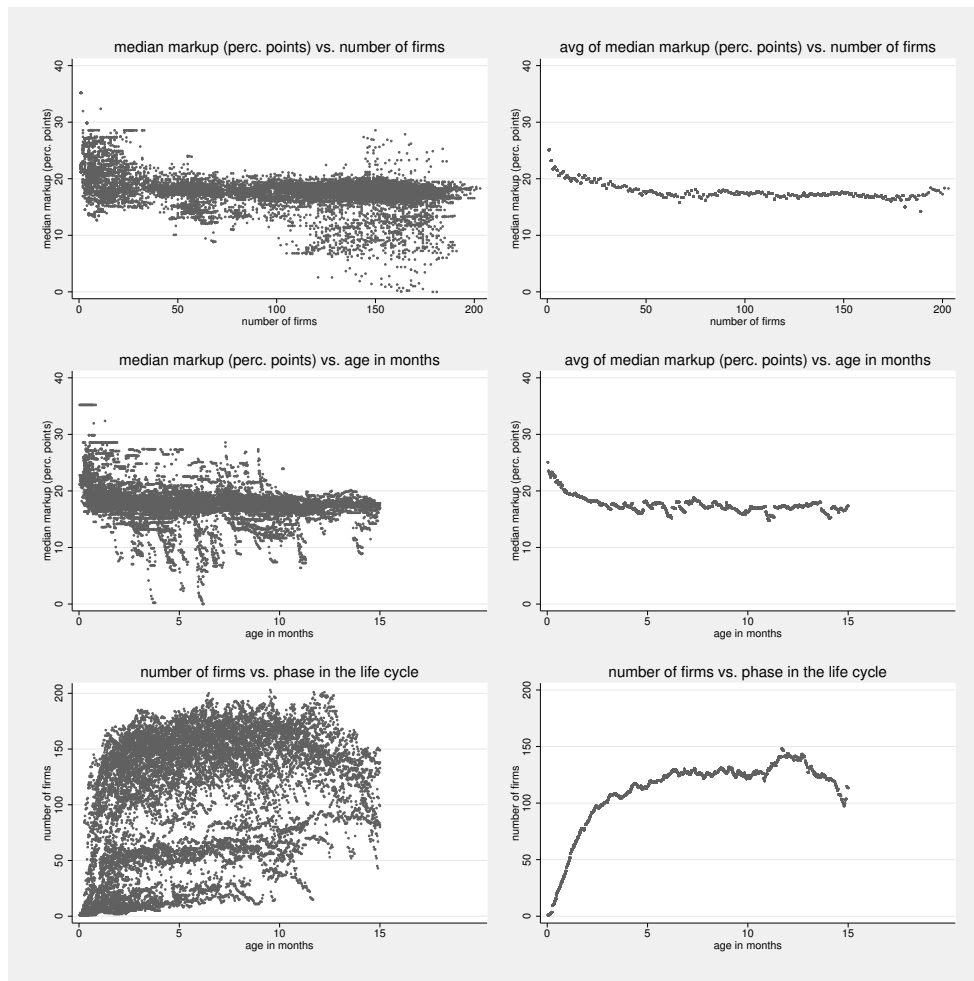 median markup (perc. points) vs. number of firms
median markup (perc. points)
40
30
20
10
0
0 50 100 150 200
number of firms
avg of median markup (perc. points) vs. number of firms
median markup (perc. points)
40
30
20
10
0
0 50 100 150 200
number of firms
median markup (perc. points) vs. age in months
median markup (perc. points)
40
30
20
10
0
0 5 10 15
age in months
avg of median markup (perc. points) vs. age in months
median markup (perc. points)
40
30
20
10
0
0 5 10 15
age in months
number of firms vs. phase in the life cycle
number of firms
200
150
100
50
0
0 5 10 15
age in months
number of firms vs. phase in the life cycle
number of firms
200
150
100
50
0
0 5 10 15
age in months